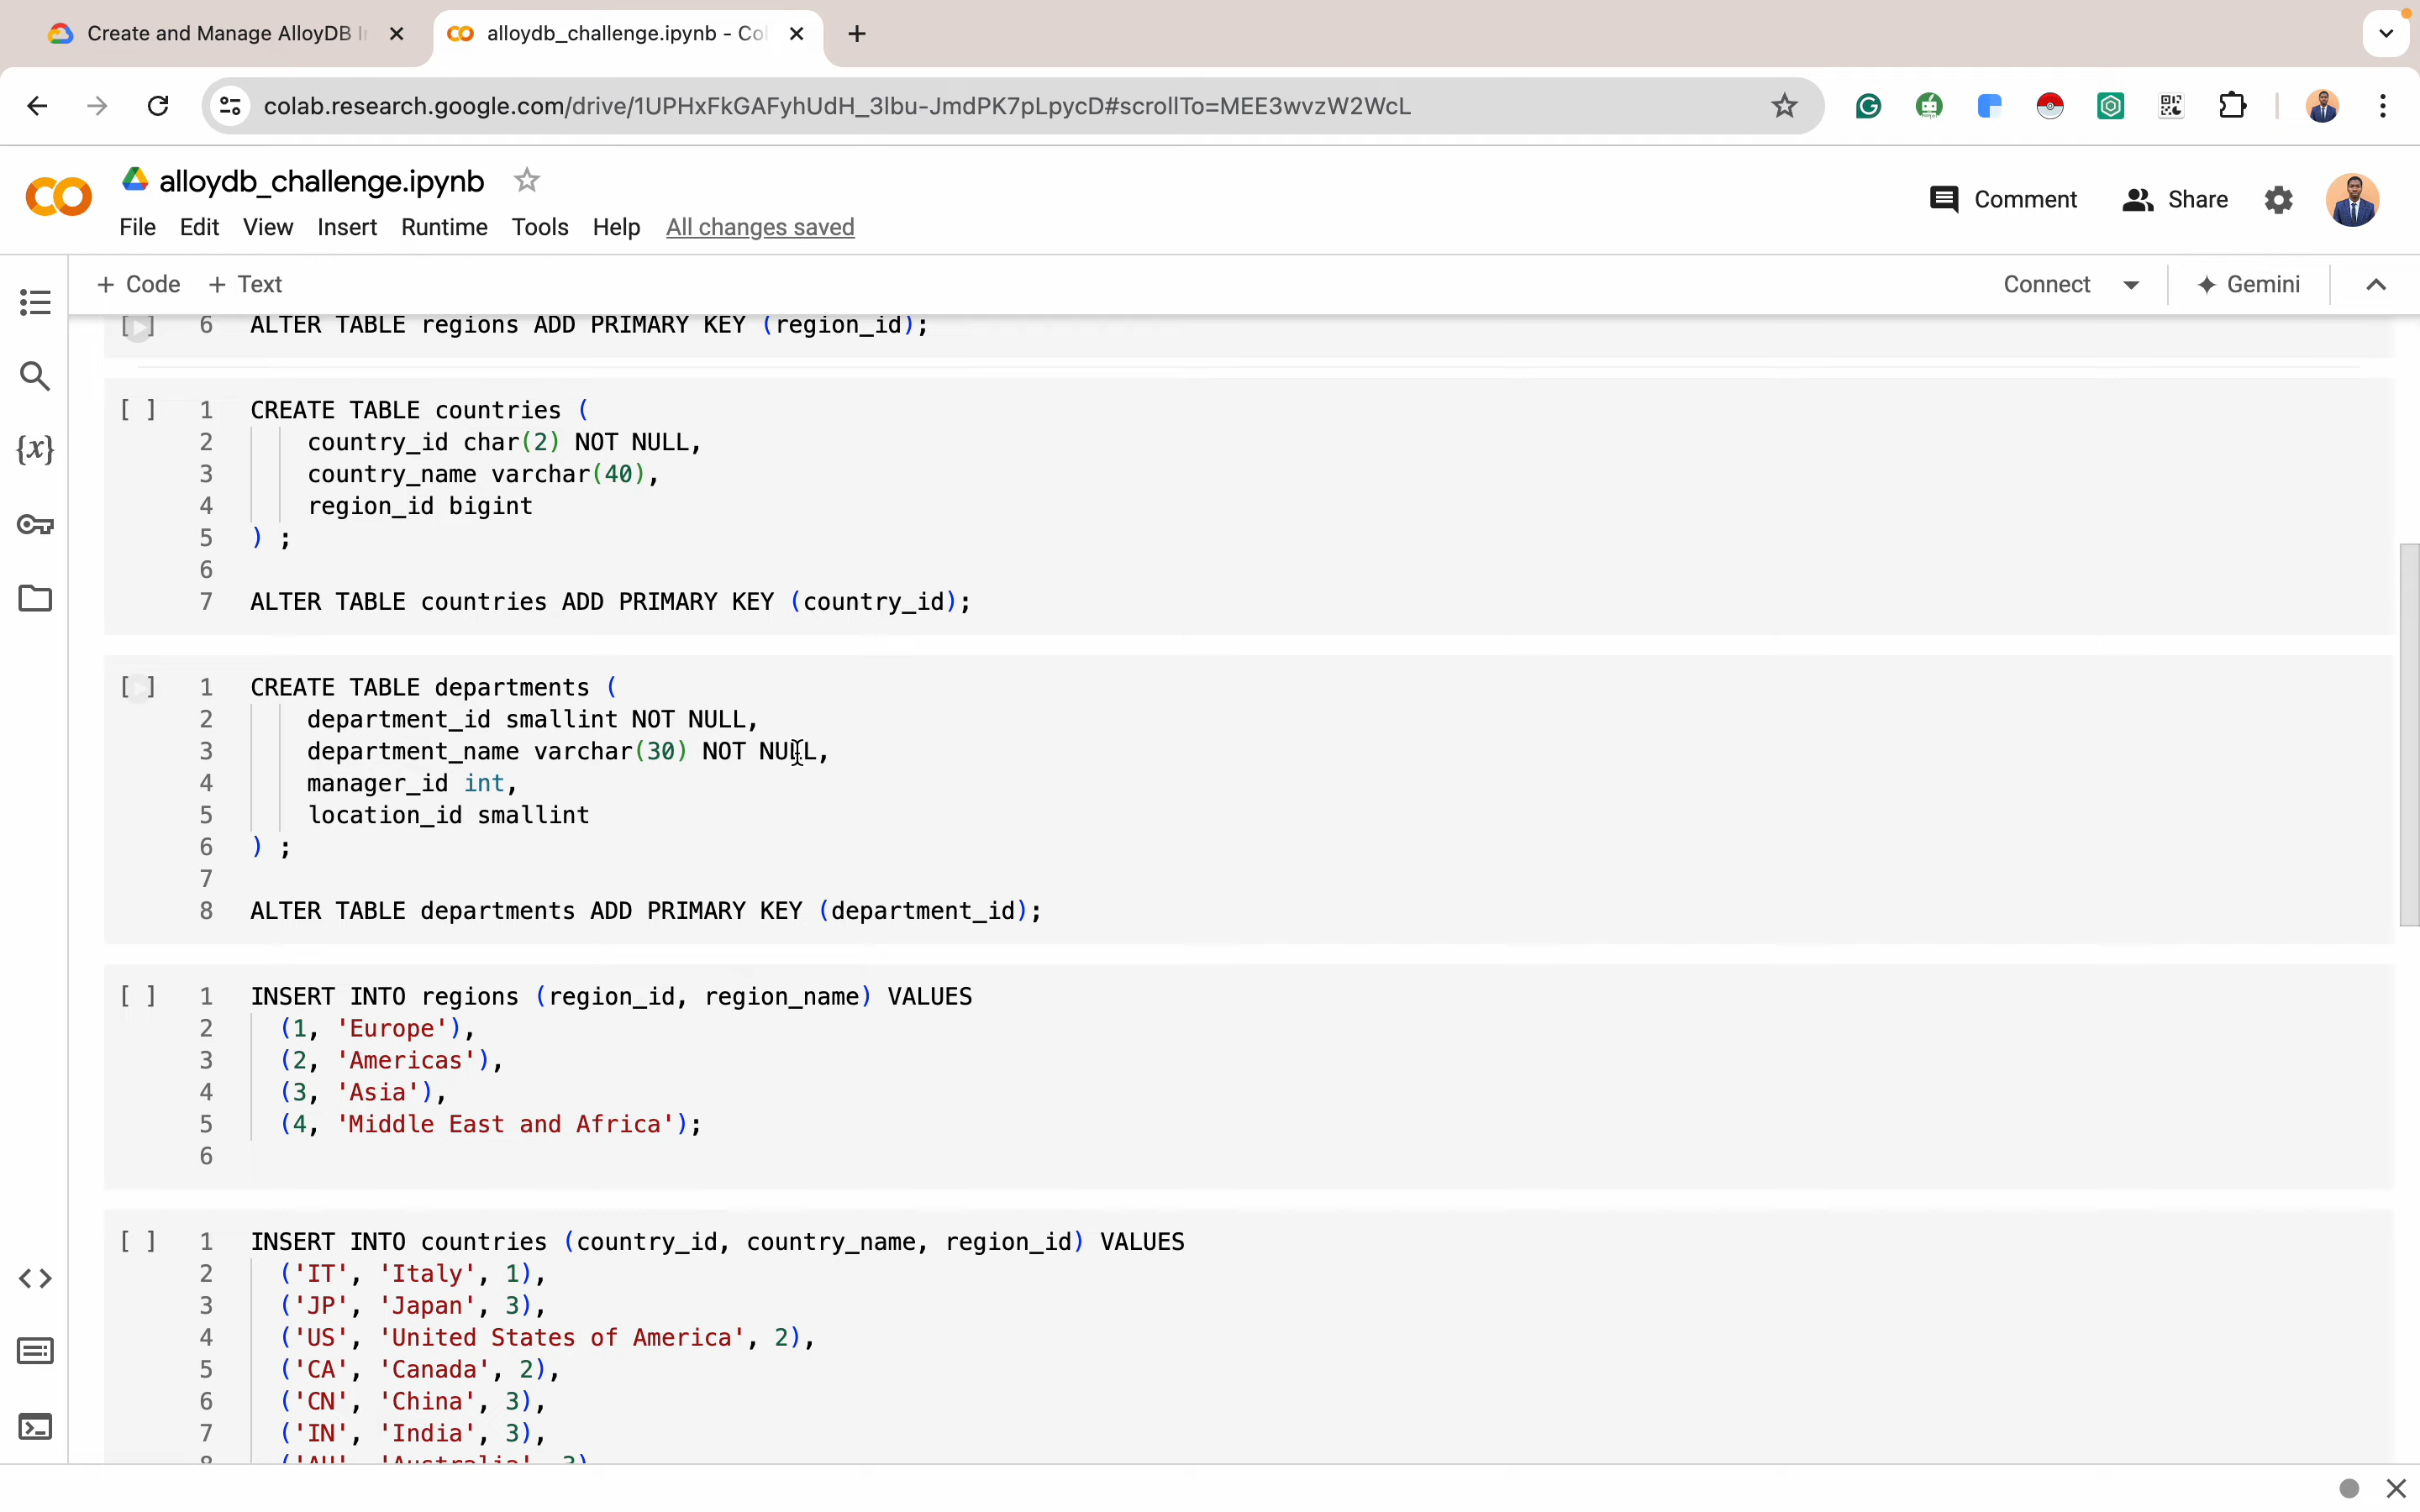 Create and Manage AlloyDB
alloydb_challenge.ipynb - Co
colab.research.google.com/drive/1UPHxFkGAFyhUdH_3lbu-JmdPK7pLpycD#scrollTo=MEE3wvzW2WcL
alloydb_challenge.ipynb
Comment
Share
File Edit View Insert Runtime Tools Help All changes saved
+ Code + Text
Connect
Gemini
[ ] 6 ALTER TABLE regions ADD PRIMARY KEY (region_id);
[ ] 1 CREATE TABLE countries (
2 country_id char(2) NOT NULL,
3 country_name varchar(40),
4 region_id bigint
5 ) ;
6
7 ALTER TABLE countries ADD PRIMARY KEY (country_id);
[ ] 1 CREATE TABLE departments (
2 department_id smallint NOT NULL,
3 department_name varchar(30) NOT NULL,
4 manager_id int,
5 location_id smallint
6 ) ;
7
8 ALTER TABLE departments ADD PRIMARY KEY (department_id);
[ ] 1 INSERT INTO regions (region_id, region_name) VALUES
2 (1, 'Europe'),
3 (2, 'Americas'),
4 (3, 'Asia'),
5 (4, 'Middle East and Africa');
6
[ ] 1 INSERT INTO countries (country_id, country_name, region_id) VALUES
2 ('IT', 'Italy', 1),
3 ('JP', 'Japan', 3),
4 ('US', 'United States of America', 2),
5 ('CA', 'Canada', 2),
6 ('CN', 'China', 3),
7 ('IN', 'India', 3),
8 ('AU', 'Australia', 3)